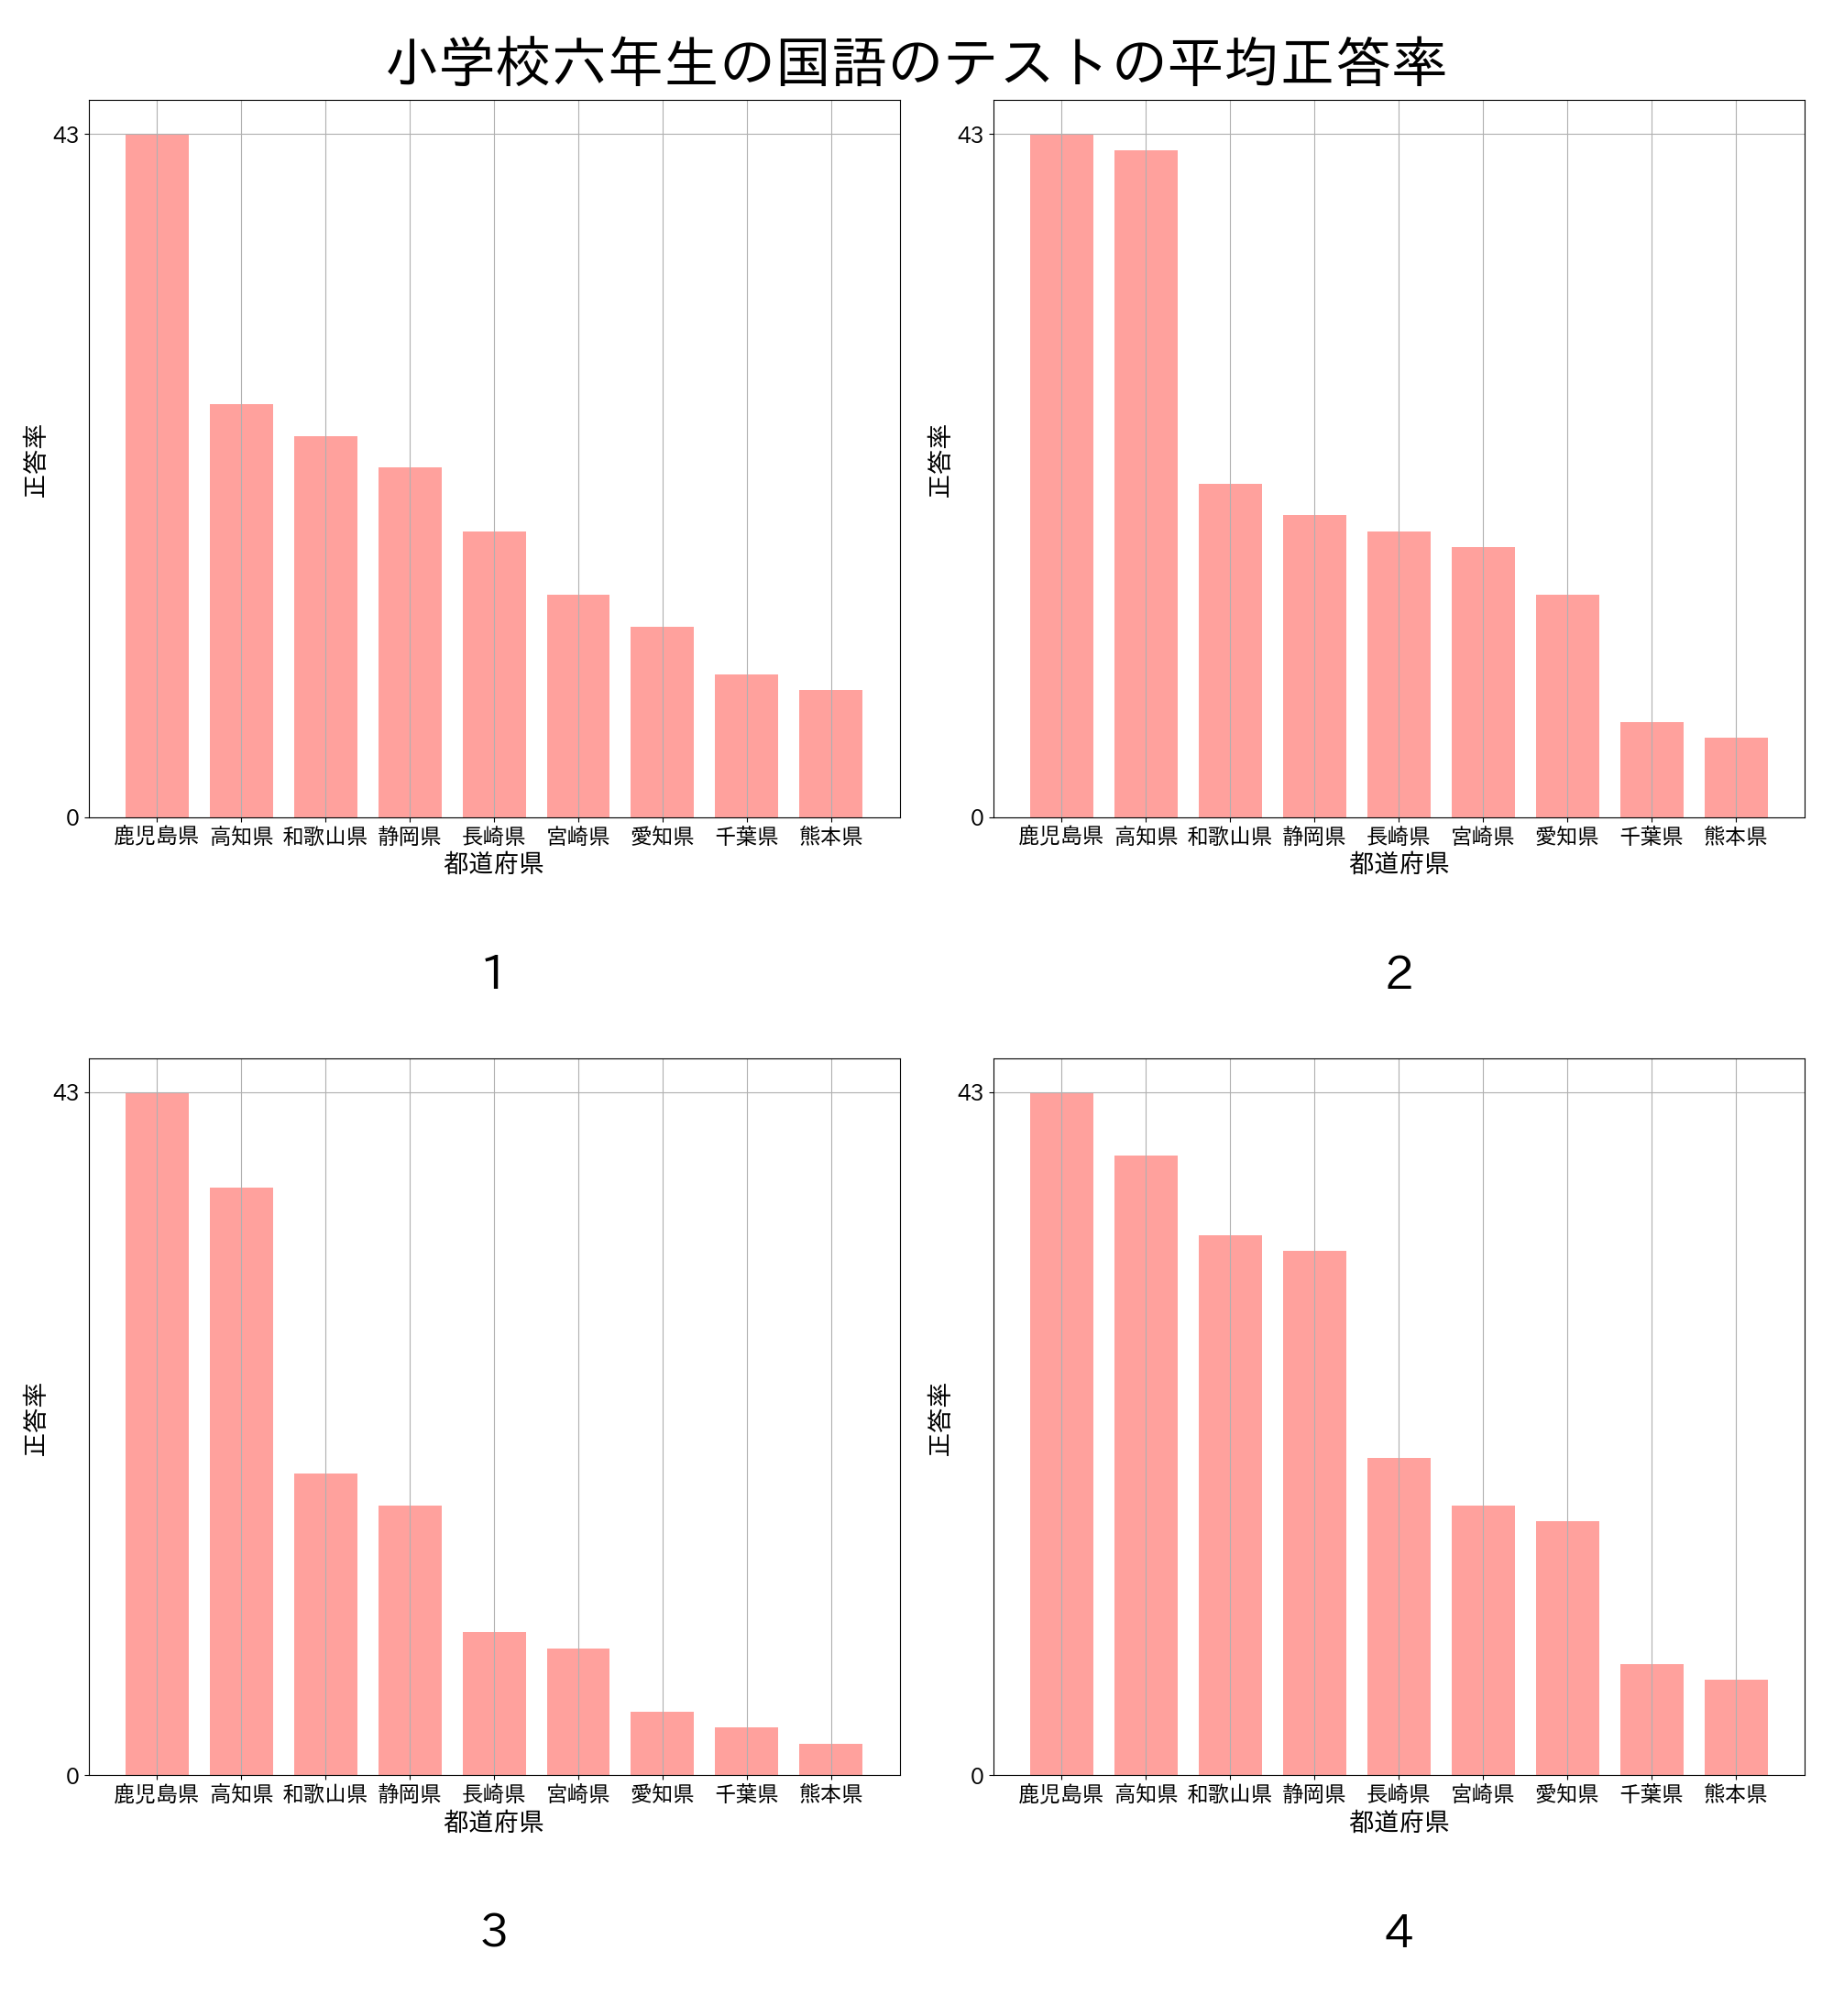 小学校六年生の国語のテストの平均正答率
43
0
正答率
鹿児島県 高知県 和歌山県 静岡県 長崎県 宮崎県 愛知県 千葉県 熊本県
都道府県
1
43
0
正答率
鹿児島県 高知県 和歌山県 静岡県 長崎県 宮崎県 愛知県 千葉県 熊本県
都道府県
2
43
0
正答率
鹿児島県 高知県 和歌山県 静岡県 長崎県 宮崎県 愛知県 千葉県 熊本県
都道府県
3
43
0
正答率
鹿児島県 高知県 和歌山県 静岡県 長崎県 宮崎県 愛知県 千葉県 熊本県
都道府県
4